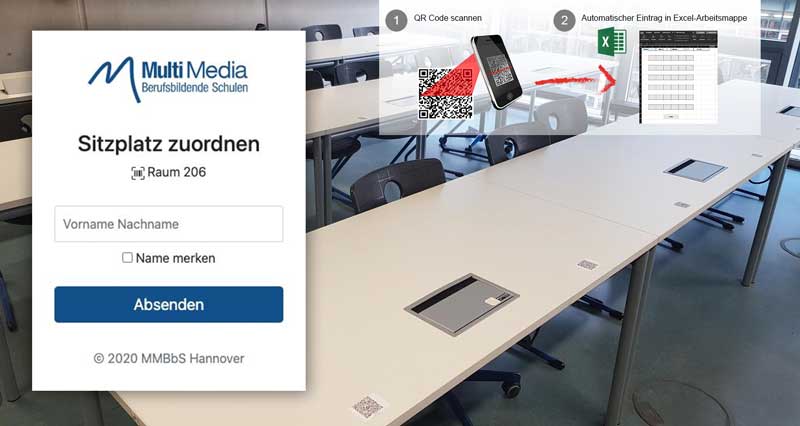 Multi Media
Berufsbildende Schulen
Sitzplatz zuordnen
Raum 206
Vorname Nachname
Name merken
Absenden
© 2020 MMBbS Hannover
1 QR Code scannen
2 Automatischer Eintrag in Excel-Arbeitsmappe